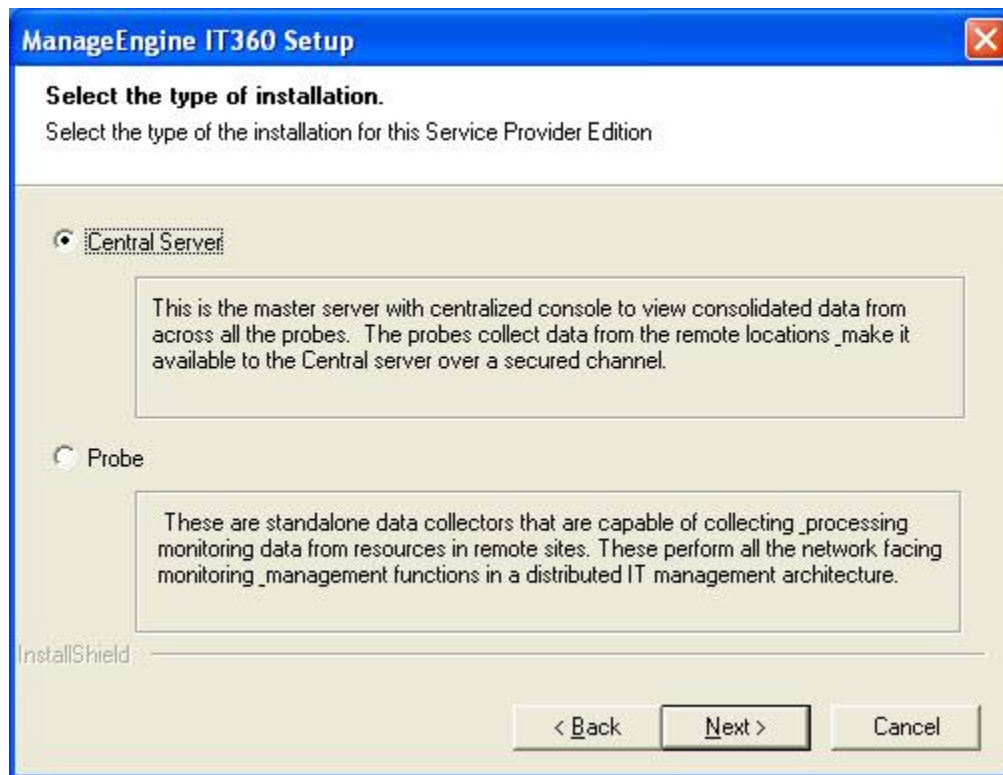 ManageEngine IT360 Setup
Select the type of installation.
Select the type of the installation for this Service Provider Edition
Central Server
This is the master server with centralized console to view consolidated data from
across all the probes.  The probes collect data from the remote locations _make it
available to the Central server over a secured channel.
Probe
These are standalone data collectors that are capable of collecting _processing
monitoring data from resources in remote sites. These perform all the network facing
monitoring _management functions in a distributed IT management architecture.
InstallShield
< Back
Next >
Cancel